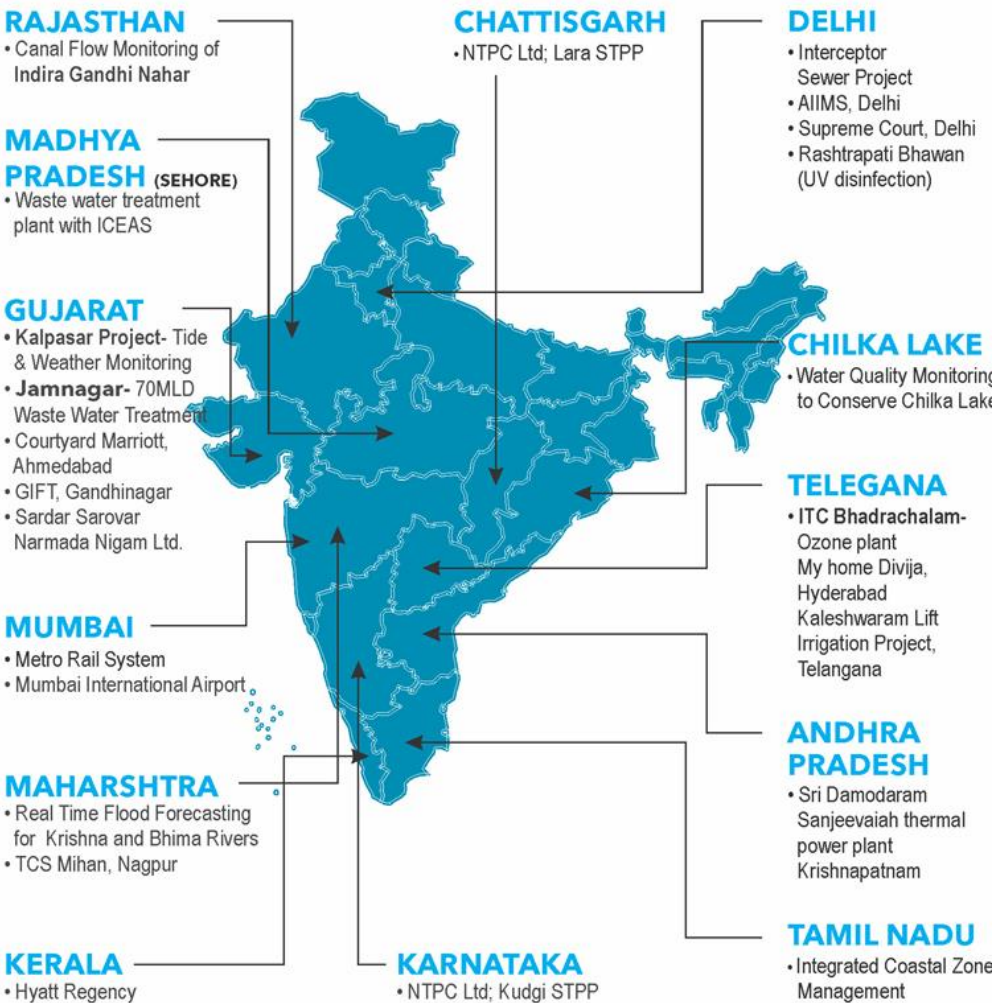 RAJASTHAN
• Canal Flow Monitoring of
Indira Gandhi Nahar
MADHYA
PRADESH (SEHORE)
• Waste water treatment
plant with ICEAS
GUJARAT
• Kalpasar Project- Tide
& Weather Monitoring
• Jamnagar- 70MLD
Waste Water Treatment
• Courtyard Marriott,
Ahmedabad
• GIFT, Gandhinagar
• Sardar Sarovar
Narmada Nigam Ltd.
MUMBAI
• Metro Rail System
• Mumbai International Airport
MAHARSHTRA
• Real Time Flood Forecasting
for Krishna and Bhima Rivers
• TCS Mihan, Nagpur
KERALA
• Hyatt Regency
CHATTISGARH
• NTPC Ltd; Lara STPP
KARNATAKA
• NTPC Ltd; Kudgi STPP
DELHI
• Interceptor
Sewer Project
• AIIMS, Delhi
• Supreme Court, Delhi
• Rashtrapati Bhawan
(UV disinfection)
CHILKA LAKE
• Water Quality Monitoring
to Conserve Chilka Lake
TELEGANA
• ITC Bhadrachalam-
Ozone plant
My home Divija,
Hyderabad
Kaleshwaram Lift
Irrigation Project,
Telangana
ANDHRA
PRADESH
• Sri Damodaram
Sanjeevaiah thermal
power plant
Krishnapatnam
TAMIL NADU
• Integrated Coastal Zone
Management